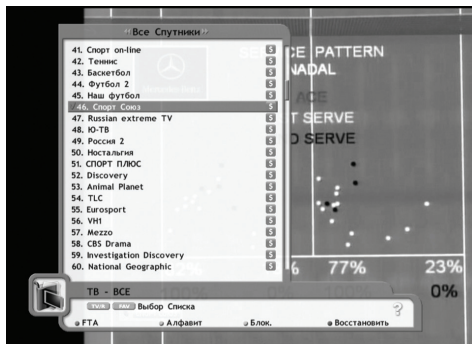 Все Спутники
41. Спорт on-line S
42. Теннис S
43. Баскетбол S
44. Футбол 2 S
45. Наш футбол S
46. Спорт Союз S
47. Russian extreme TV S
48. Ю-ТВ S
49. Россия 2 S
50. Ностальгия S
51. СПОРТ ПЛЮС S
52. Discovery S
53. Animal Planet S
54. TLC S
55. Eurosport S
56. VH1 S
57. Mezzo S
58. CBS Drama S
59. Investigation Discovery S
60. National Geographic S
PATTERN
NADAL
ACE
SERVE
SERVE
77% 23%
0%
ТВ - ВСЕ
TV/R FAV Выбор Списка
FTA Алфавит Блок. Восстановить